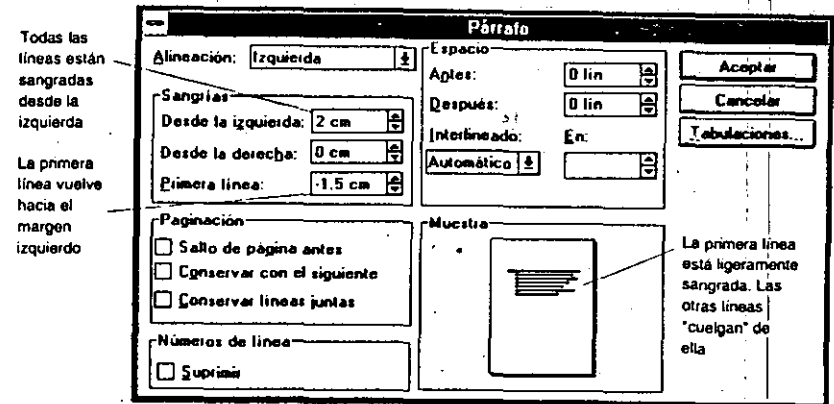 Párrafo
Todas las
líneas están
sangradas
desde la
izquierda
La primera
línea vuelve
hacia el
margen
izquierdo
Alineación: Izquierda
Sangrías
Desde la izquierda: 2 cm
Desde la derecha: 0 cm
Primera línea: -1,5 cm
Paginación
Salto de página antes
Conservar con el siguiente
Conservar líneas juntas
Números de línea
Suprimir
Espacio
Antes: 0 lin
Después: 0 lin
Interlineado: En:
Automático
Muestra
Aceptar
Cancelar
Tabulaciones...
La primera línea
está ligeramente
sangrada. Las
otras líneas
"cuelgan" de
ella